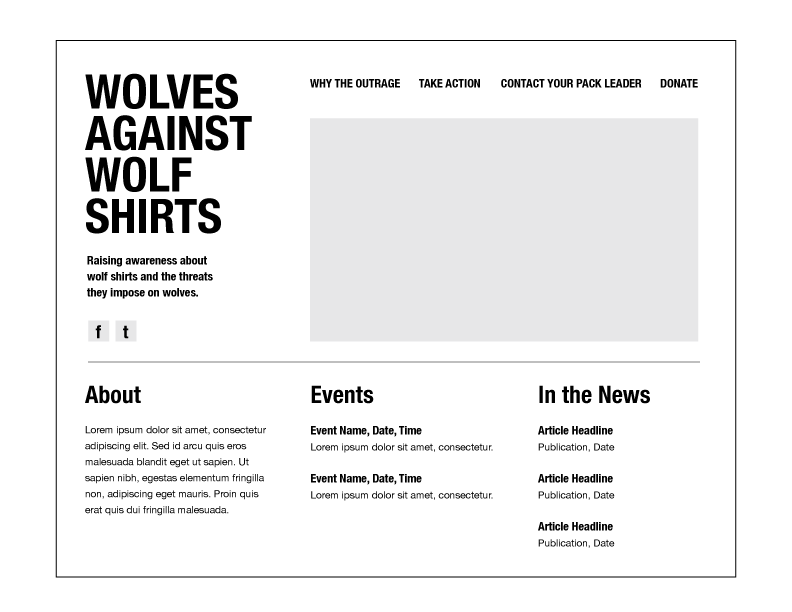 WOLVES
AGAINST
WOLF
SHIRTS
Raising awareness about
wolf shirts and the threats
they impose on wolves.
f t
WHY THE OUTRAGE TAKE ACTION CONTACT YOUR PACK LEADER DONATE
About
Lorem ipsum dolor sit amet, consectetur
adipiscing elit. Sed id arcu quis eros
malesuada blandit eget ut sapien. Ut
sapien nibh, egestas elementum fringilla
non, adipiscing eget mauris. Proin quis
erat quis dui fringilla malesuada.
Events
Event Name, Date, Time
Lorem ipsum dolor sit amet, consectetur.
Event Name, Date, Time
Lorem ipsum dolor sit amet, consectetur.
In the News
Article Headline
Publication, Date
Article Headline
Publication, Date
Article Headline
Publication, Date